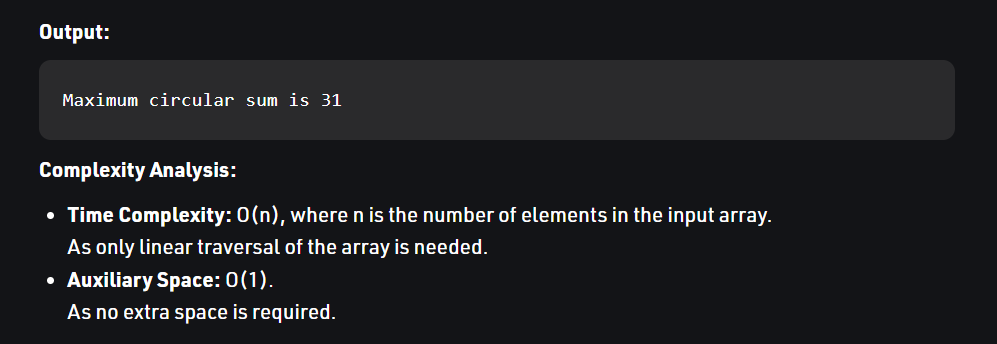 Output:
Maximum circular sum is 31
Complexity Analysis:
• Time Complexity: O(n), where n is the number of elements in the input array.
As only linear traversal of the array is needed.
• Auxiliary Space: O(1).
As no extra space is required.